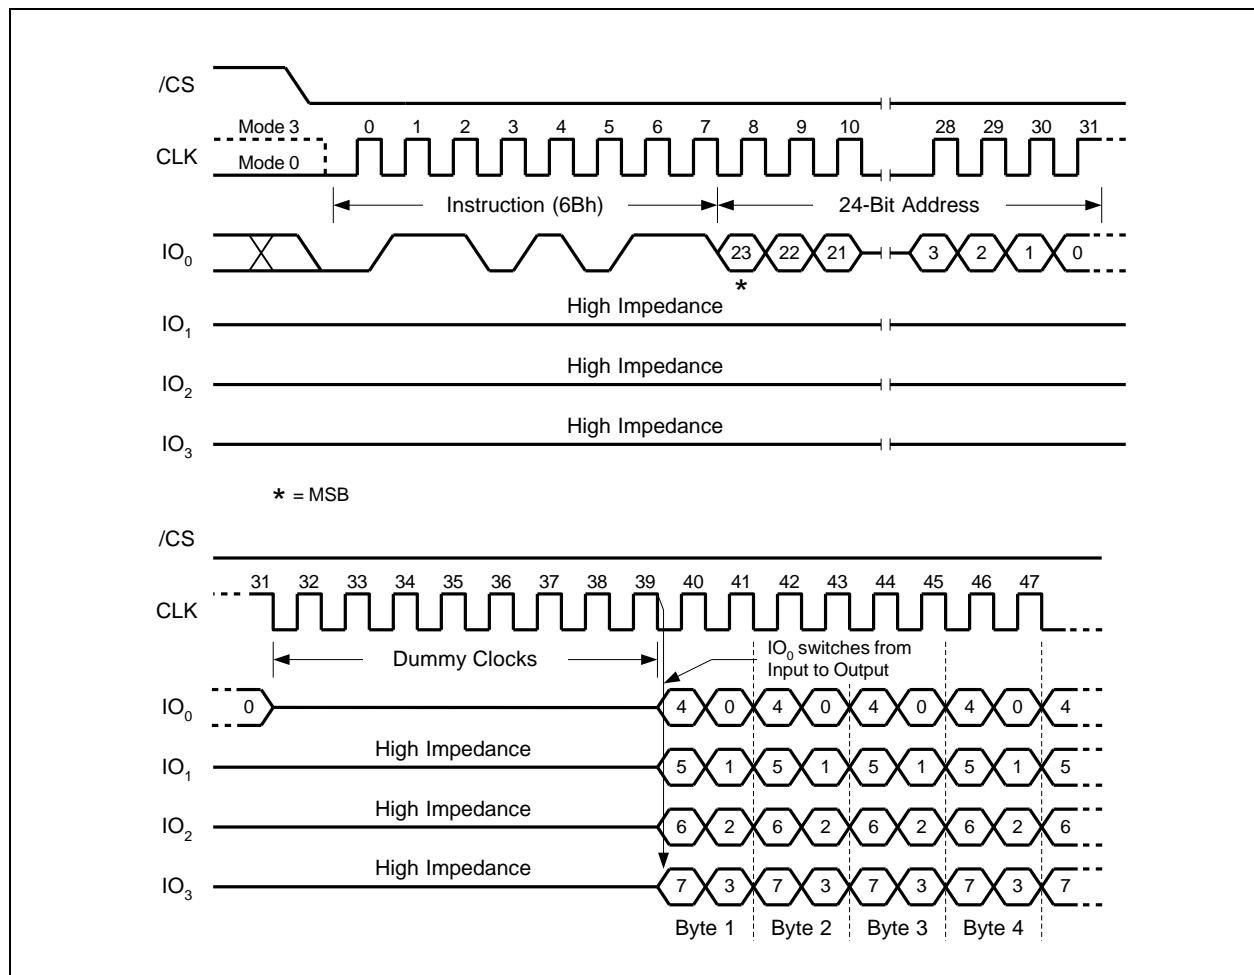 /CS
Mode 3 0 1 2 3 4 5 6 7 8 9 10 28 29 30 31
CLK
Mode 0
Instruction (6Bh) 24-Bit Address
IO0 23 22 21 3 2 1 0
*
High Impedance
IO1
High Impedance
IO2
High Impedance
IO3
* = MSB
/CS
31 32 33 34 35 36 37 38 39 40 41 42 43 44 45 46 47
CLK
Dummy Clocks
IO0 switches from
Input to Output
IO0 0 4 0 4 0 4 0 4 0 4
High Impedance
IO1 5 1 5 1 5 1 5 1 5
High Impedance
IO2 6 2 6 2 6 2 6 2 6
High Impedance
IO3 7 3 7 3 7 3 7 3 7
Byte 1 Byte 2 Byte 3 Byte 4